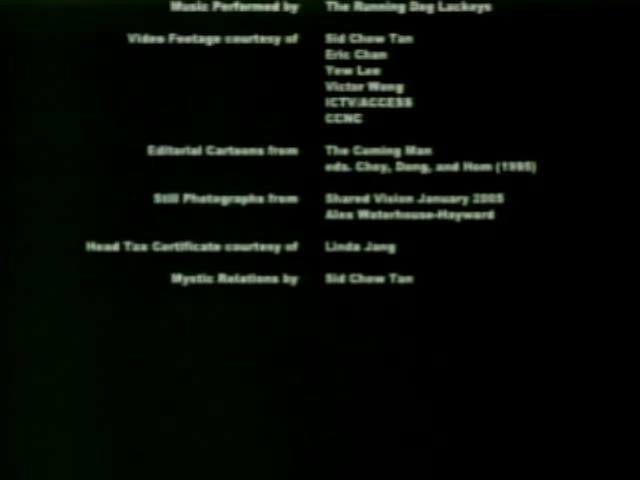 Music Performed by The Running Dog Lackeys
Video Footage courtesy of Sid Chow Tan
Eric Chan
Yew Lee
Victor Wong
ICTV/ACCESS
CCNC
Editorial Cartoons from The Coming Man
eds. Choy, Dong, and Hom (1995)
Still Photographs from Shared Vision January 2005
Alex Waterhouse-Hayward
Head Tax Certificate courtesy of Linda Jang
Mystic Relations by Sid Chow Tan